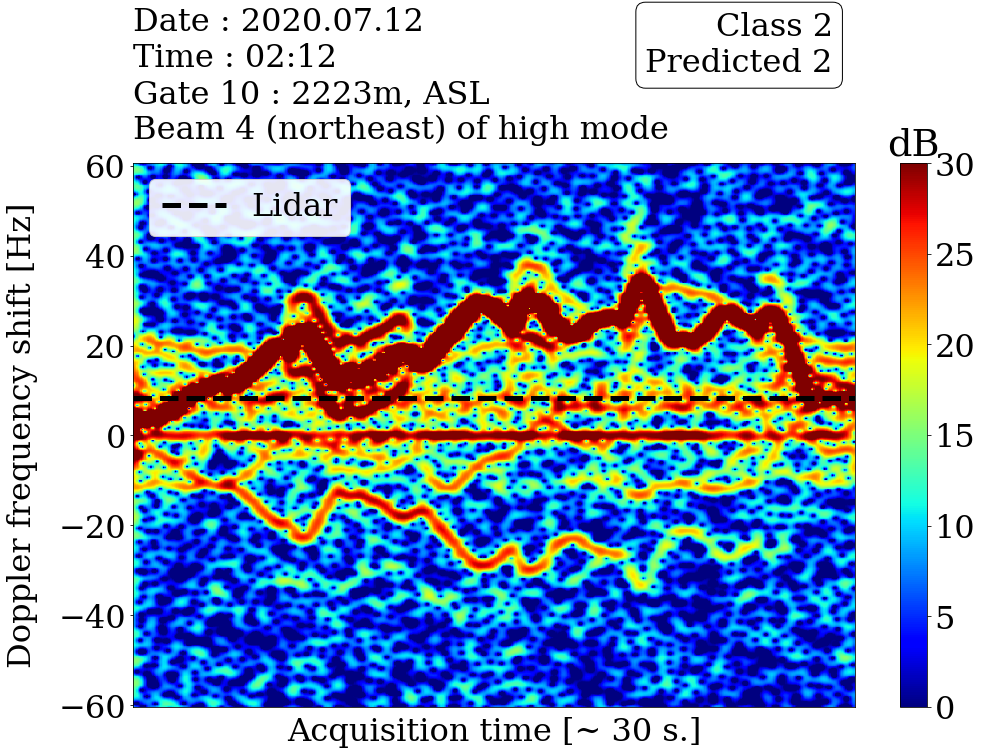 Date : 2020.07.12
Time : 02:12
Gate 10 : 2223m, ASL
Beam 4 (northeast) of high mode
Class 2
Predicted 2
dB
Lidar
Doppler frequency shift [Hz]
60
40
20
0
−20
−40
−60
Acquisition time [~ 30 s.]
30
25
20
15
10
5
0